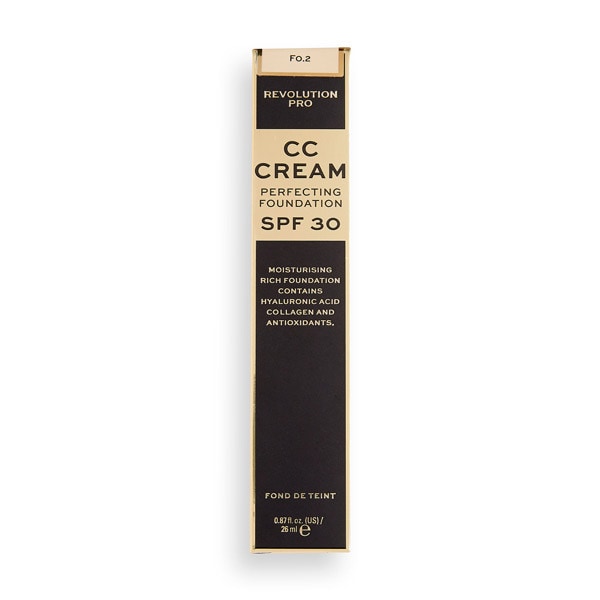 F0.2
REVOLUTION
PRO
CC
CREAM
PERFECTING
FOUNDATION
SPF 30
MOISTURISING
RICH FOUNDATION
CONTAINS
HYALURONIC ACID
COLLAGEN AND
ANTIOXIDANTS.
FOND DE TEINT
0.87 fl. oz. (US) /
26 ml ℮